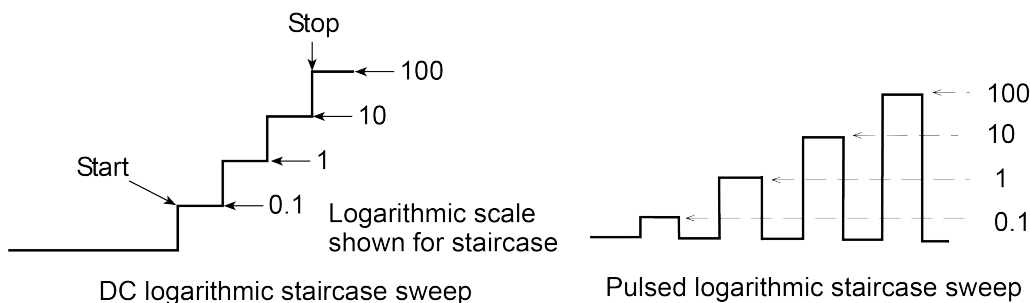 Stop
100
10
1
Start
0.1
Logarithmic scale
shown for staircase
DC logarithmic staircase sweep
100
10
1
0.1
Pulsed logarithmic staircase sweep